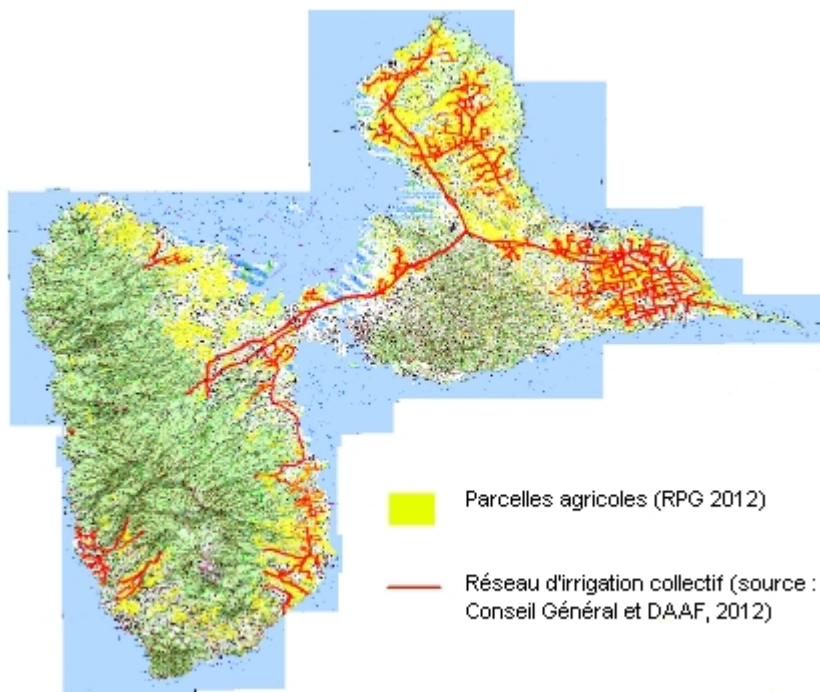 Parcelles agricoles (RPG 2012)
Réseau d'irrigation collectif (source :
Conseil Général et DAAF, 2012)